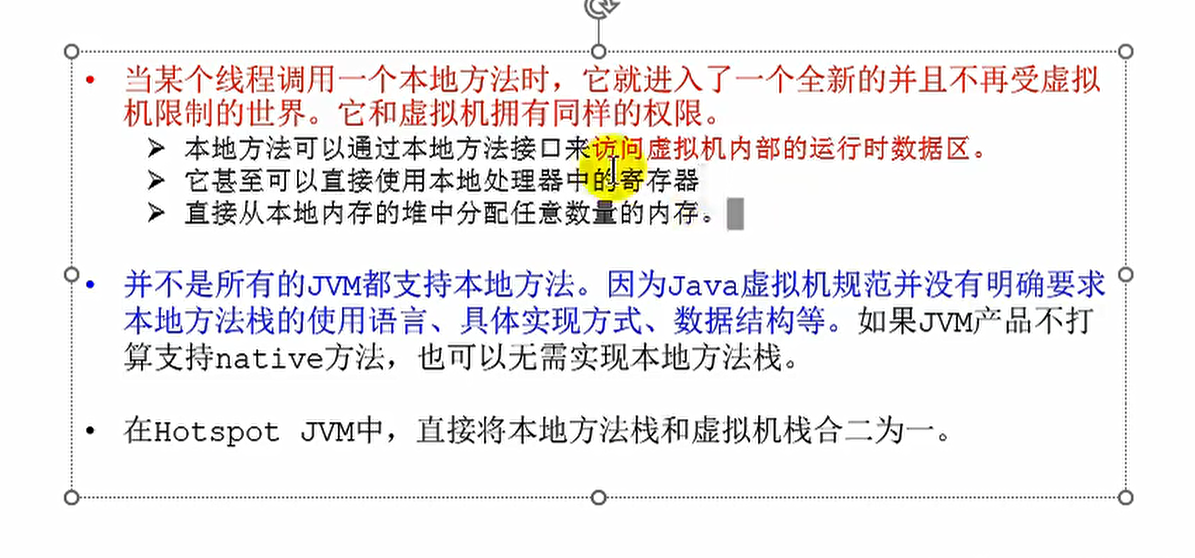 • 当某个线程调用一个本地方法时，它就进入了一个全新的并且不再受虚拟
机限制的世界。它和虚拟机拥有同样的权限。
➢ 本地方法可以通过本地方法接口来访问虚拟机内部的运行时数据区。
➢ 它甚至可以直接使用本地处理器中的寄存器
➢ 直接从本地内存的堆中分配任意数量的内存。
• 并不是所有的JVM都支持本地方法。因为Java虚拟机规范并没有明确要求
本地方法栈的使用语言、具体实现方式、数据结构等。如果JVM产品不打
算支持native方法，也可以无需实现本地方法栈。
• 在Hotspot JVM中，直接将本地方法栈和虚拟机栈合二为一。